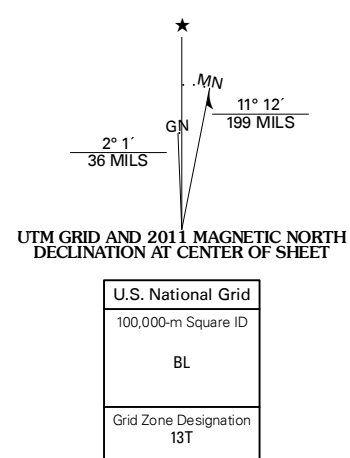 ★
MN
11° 12´
199 MILS
GN
2° 1´
36 MILS
UTM GRID AND 2011 MAGNETIC NORTH
DECLINATION AT CENTER OF SHEET
U.S. National Grid
100,000-m Square ID
BL
Grid Zone Designation
13T